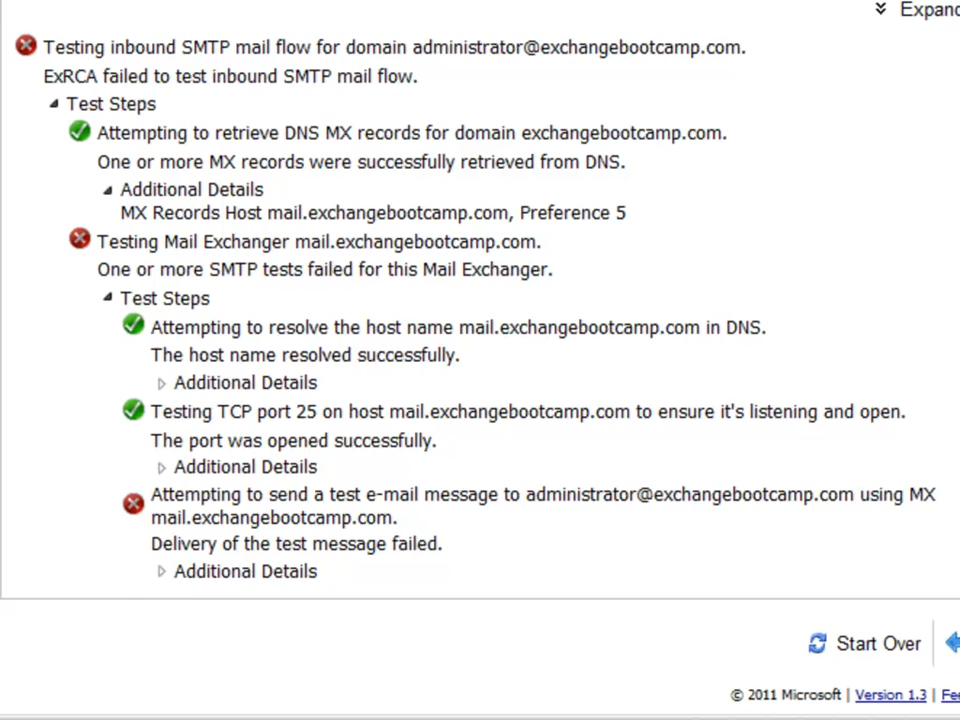 Expand
Testing inbound SMTP mail flow for domain administrator@exchangebootcamp.com.
ExRCA failed to test inbound SMTP mail flow.
Test Steps
Attempting to retrieve DNS MX records for domain exchangebootcamp.com.
One or more MX records were successfully retrieved from DNS.
Additional Details
MX Records Host mail.exchangebootcamp.com, Preference 5
Testing Mail Exchanger mail.exchangebootcamp.com.
One or more SMTP tests failed for this Mail Exchanger.
Test Steps
Attempting to resolve the host name mail.exchangebootcamp.com in DNS.
The host name resolved successfully.
Additional Details
Testing TCP port 25 on host mail.exchangebootcamp.com to ensure it's listening and open.
The port was opened successfully.
Additional Details
Attempting to send a test e-mail message to administrator@exchangebootcamp.com using MX
mail.exchangebootcamp.com.
Delivery of the test message failed.
Additional Details
Start Over
© 2011 Microsoft | Version 1.3 | Fee